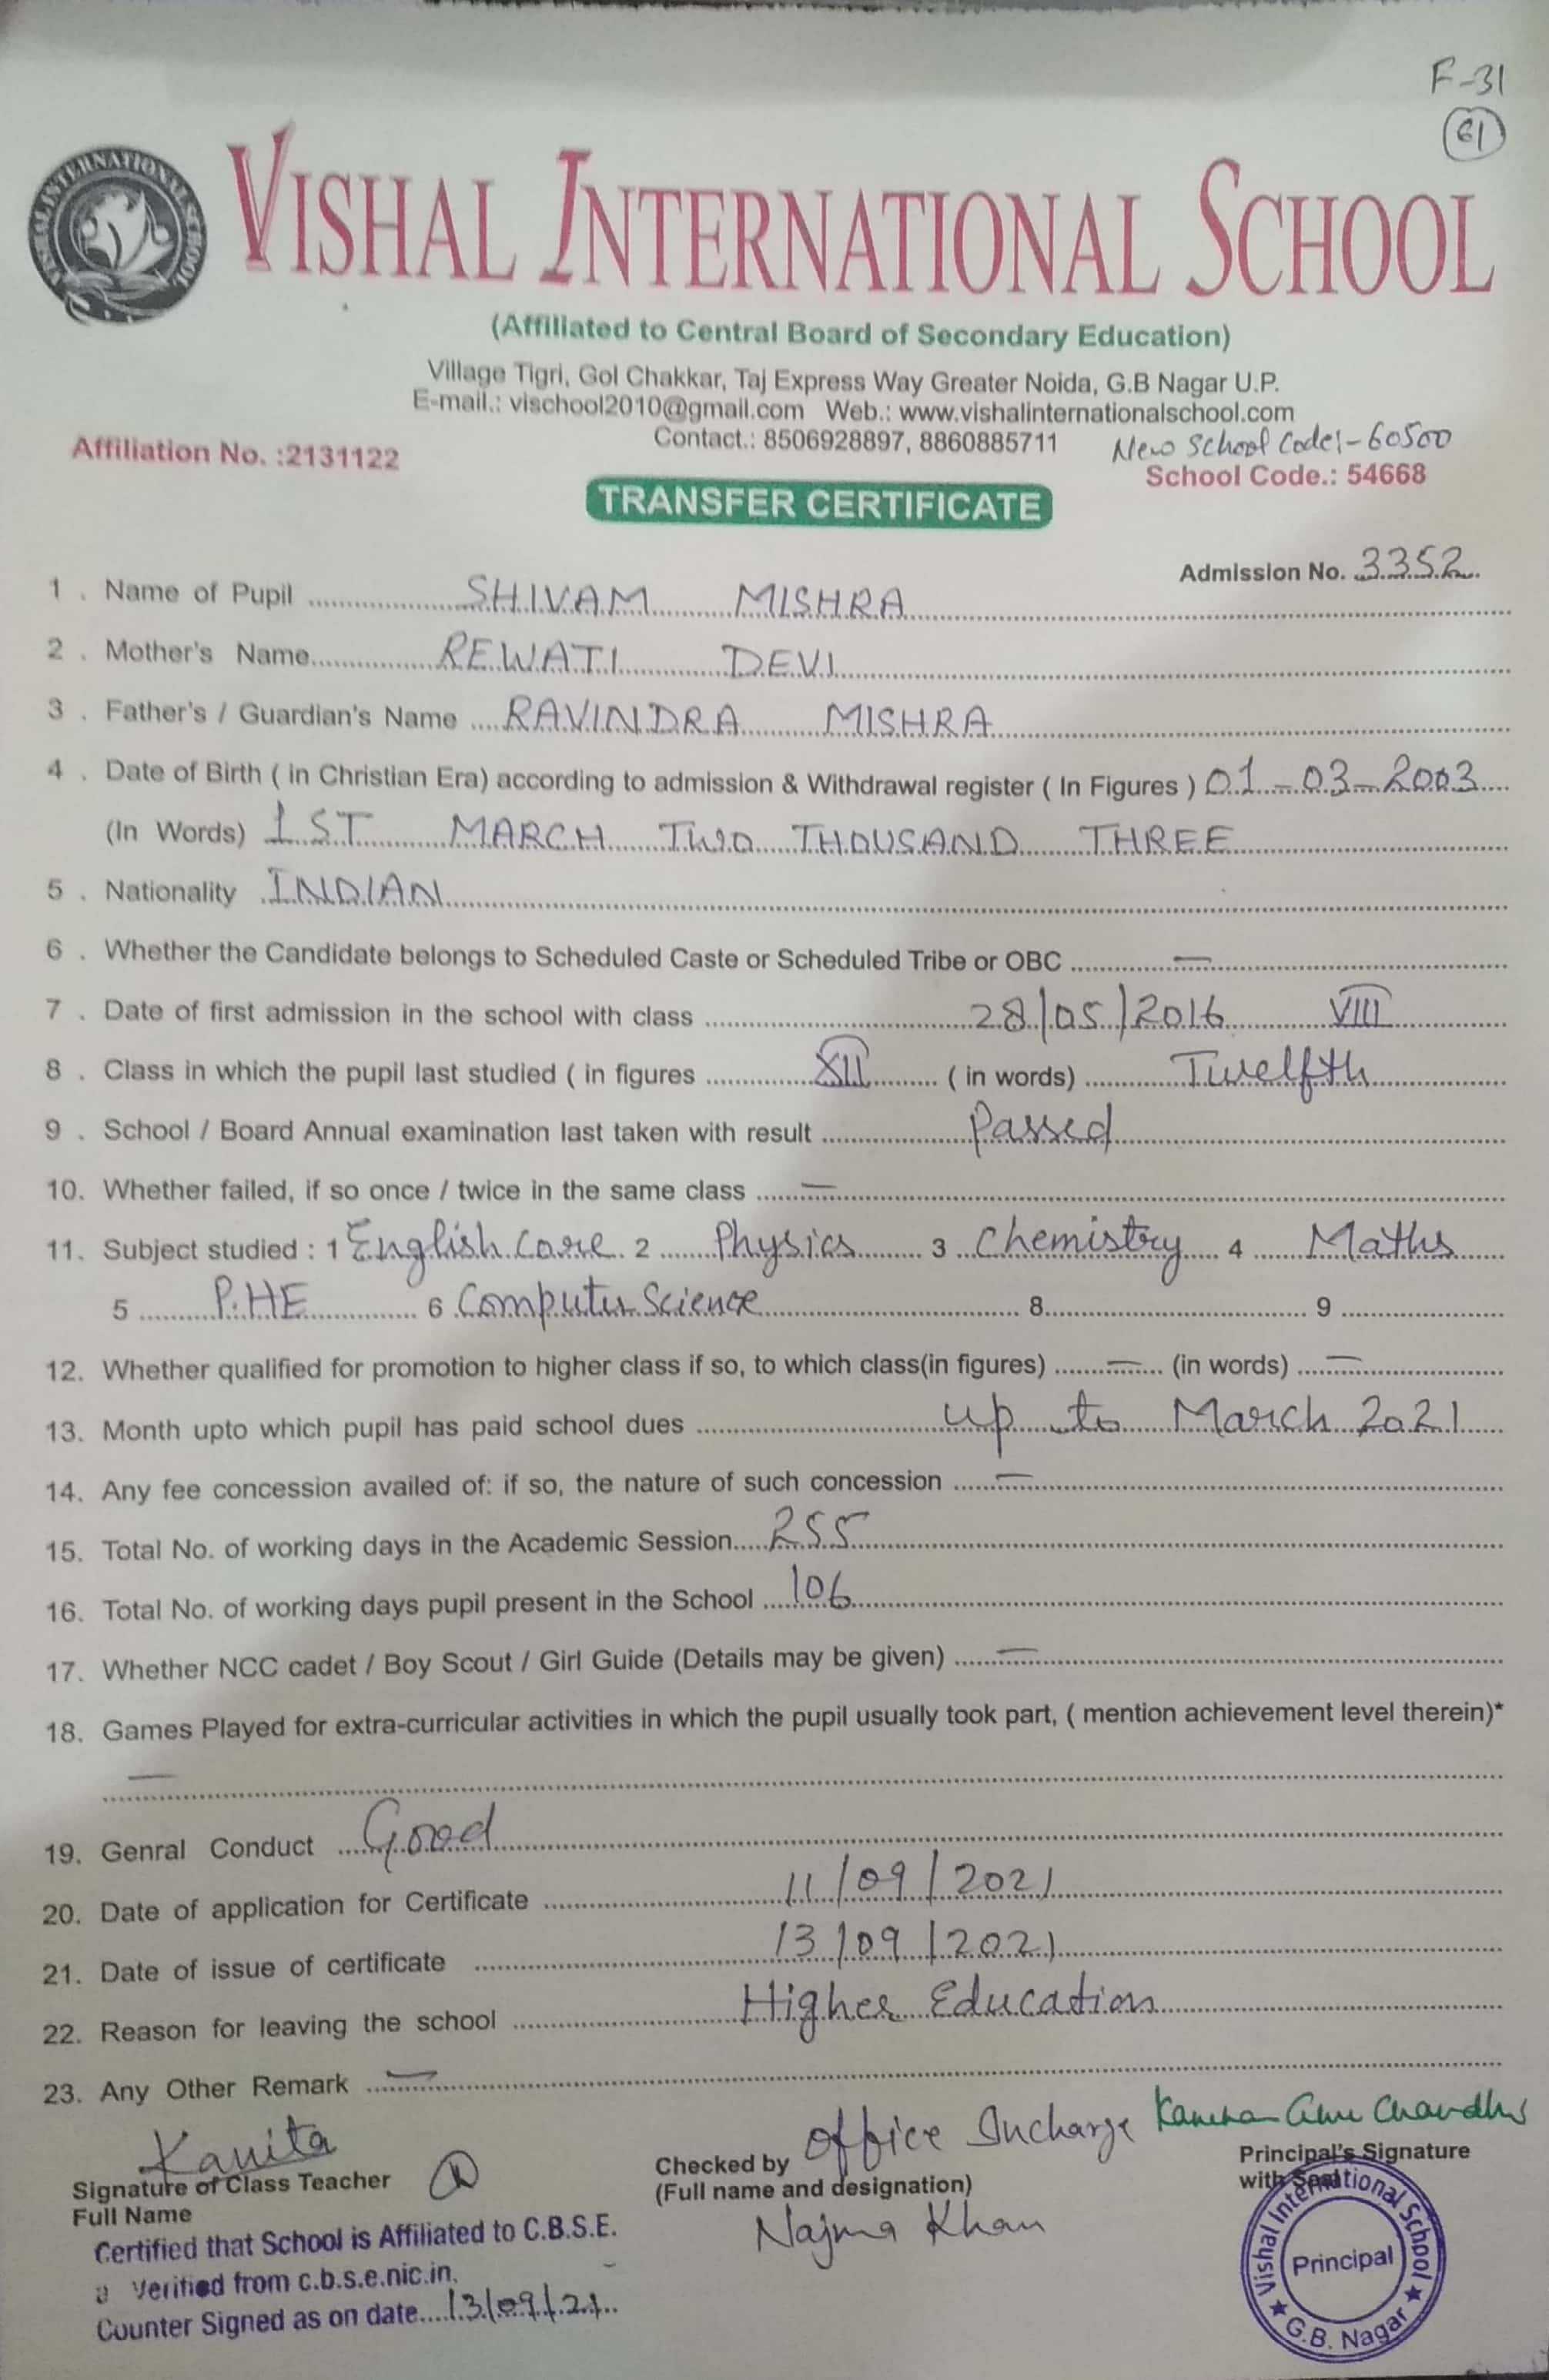 F-31
61
VISHAL INTERNATIONAL SCHOOL
VISHAL INTERNATIONAL SCHOOL
(Affiliated to Central Board of Secondary Education)
Village Tigri, Gol Chakkar, Taj Express Way Greater Noida, G.B Nagar U.P.
E-mail.: vischool2010@gmail.com Web.: www.vishalinternationalschool.com
Contact.: 8506928897, 8860885711 New School Code:-60500
Affiliation No. :2131122 School Code.: 54668
TRANSFER CERTIFICATE
Admission No. 3352
1 . Name of Pupil SHIVAM MISHRA
2 . Mother's Name REWATI DEVI
3 . Father's / Guardian's Name RAVINDRA MISHRA
4 . Date of Birth ( in Christian Era) according to admission & Withdrawal register ( In Figures ) 01-03-2003
(In Words) 1ST MARCH TWO THOUSAND THREE
5 . Nationality INDIAN
6 . Whether the Candidate belongs to Scheduled Caste or Scheduled Tribe or OBC —
7 . Date of first admission in the school with class 28/05/2016 VIII
8 . Class in which the pupil last studied ( in figures XII ( in words) Twelfth
9 . School / Board Annual examination last taken with result Passed
10. Whether failed, if so once / twice in the same class —
11. Subject studied : 1 English Core 2 Physics 3 Chemistry 4 Maths
5 P.HE 6 Computer Science 8 9
12. Whether qualified for promotion to higher class if so, to which class(in figures) — (in words) —
13. Month upto which pupil has paid school dues up to March 2021
14. Any fee concession availed of: if so, the nature of such concession —
15. Total No. of working days in the Academic Session 255
16. Total No. of working days pupil present in the School 106
17. Whether NCC cadet / Boy Scout / Girl Guide (Details may be given) —
18. Games Played for extra-curricular activities in which the pupil usually took part, ( mention achievement level therein)*
—
19. Genral Conduct Good
20. Date of application for Certificate 11/09/2021
21. Date of issue of certificate 13/09/2021
22. Reason for leaving the school Higher Education
23. Any Other Remark —
Kanita
Office Incharge
Signature of Class Teacher
Full Name
Checked by
(Full name and designation)
Najma Khan
Principal's Signature
with Seal
Certified that School is Affiliated to C.B.S.E.
Verified from c.b.s.e.nic.in.
Counter Signed as on date 13/09/21
Vishal International School
Principal
G.B. Nagar